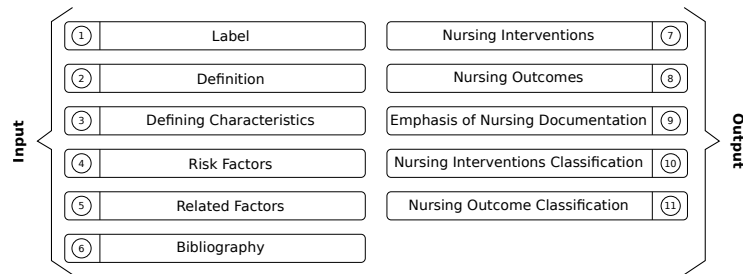 Input
1 Label
2 Definition
3 Defining Characteristics
4 Risk Factors
5 Related Factors
6 Bibliography
Nursing Interventions 7
Nursing Outcomes 8
Emphasis of Nursing Documentation 9
Nursing Interventions Classification 10
Nursing Outcome Classification 11
Output